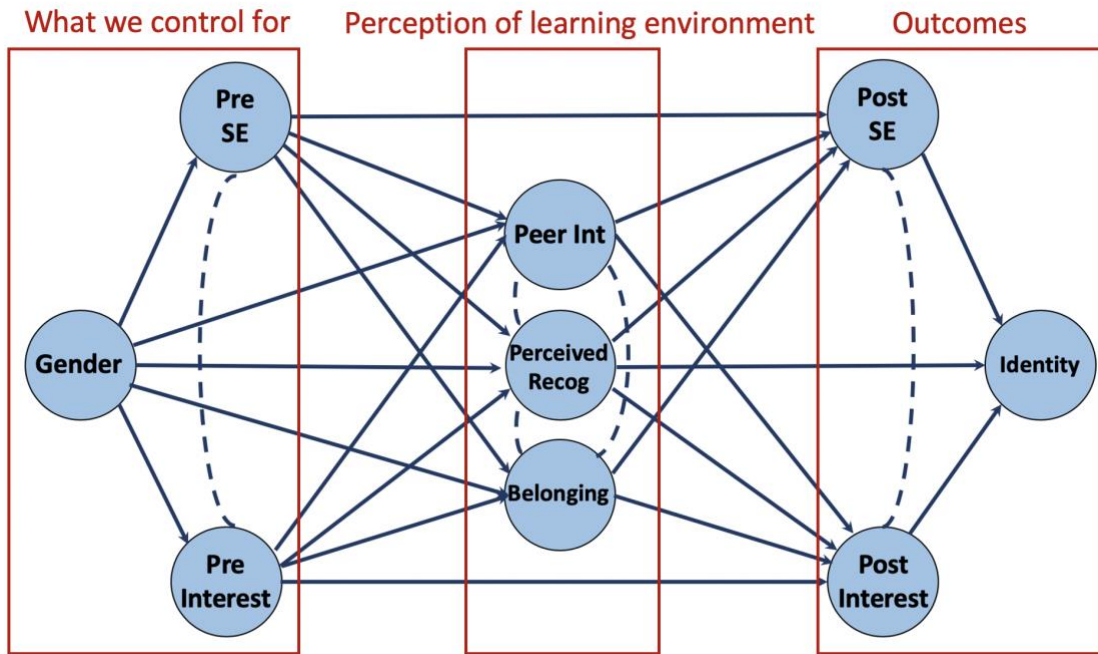 What we control for
Perception of learning environment
Outcomes
Pre
SE
Post
SE
Peer Int
Gender
Perceived
Recog
Identity
Belonging
Pre
Interest
Post
Interest